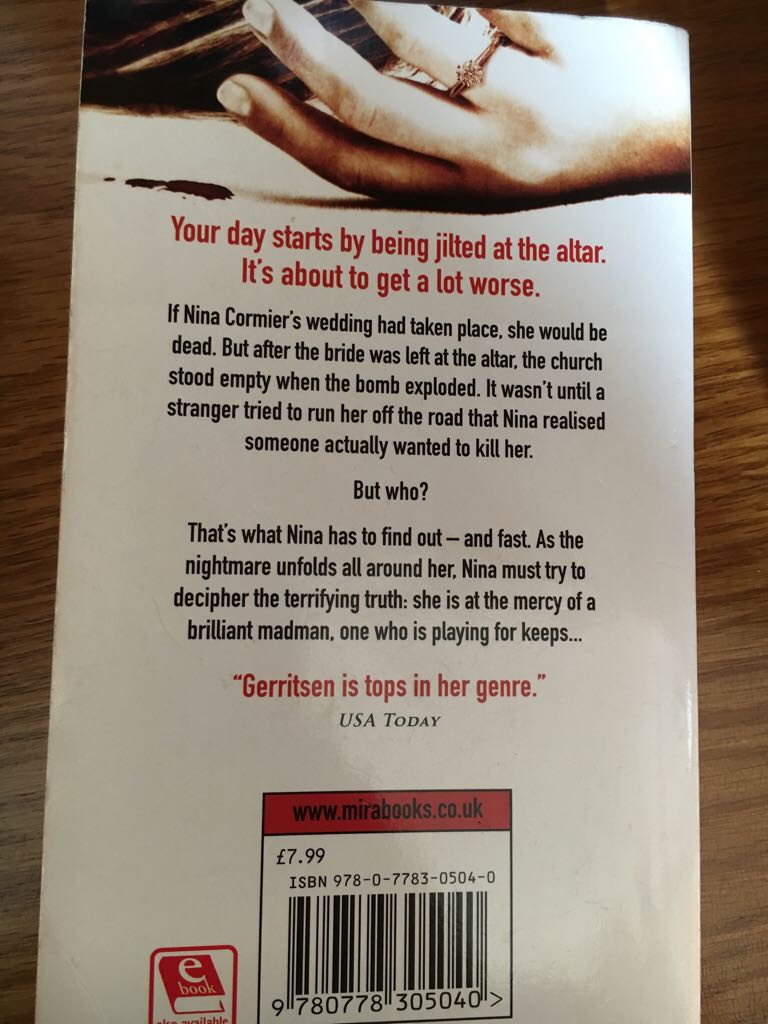 Your day starts by being jilted at the altar.
It's about to get a lot worse.
If Nina Cormier's wedding had taken place, she would be
dead. But after the bride was left at the altar, the church
stood empty when the bomb exploded. It wasn't until a
stranger tried to run her off the road that Nina realised
someone actually wanted to kill her.
But who?
That's what Nina has to find out – and fast. As the
nightmare unfolds all around her, Nina must try to
decipher the terrifying truth: she is at the mercy of a
brilliant madman, one who is playing for keeps...
"Gerritsen is tops in her genre."
USA TODAY
www.mirabooks.co.uk
£7.99
ISBN 978-0-7783-0504-0
9 780778 305040 >
e
book
also available